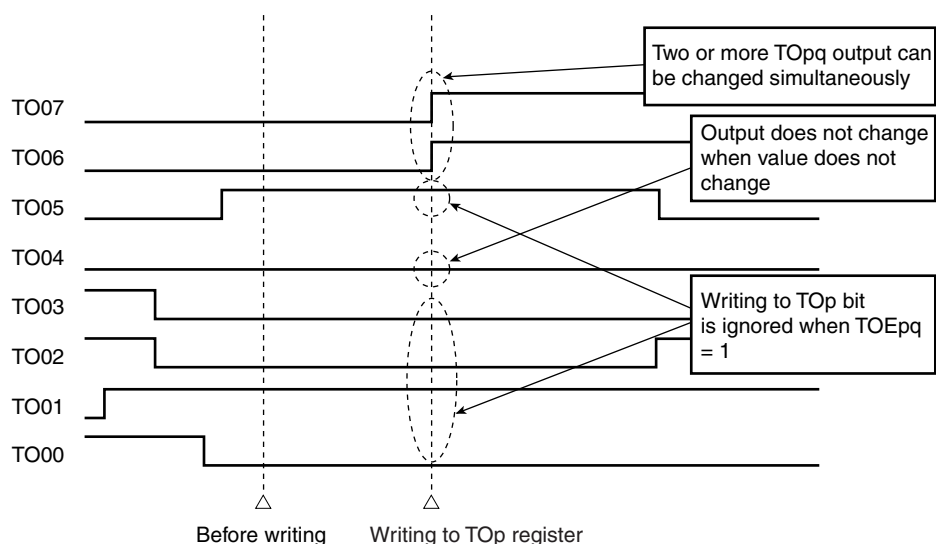 Two or more TOpq output can
be changed simultaneously
TO07
Output does not change
when value does not
change
TO06
TO05
TO04
TO03
Writing to TOp bit
is ignored when TOEpq
= 1
TO02
TO01
TO00
Before writing
Writing to TOp register